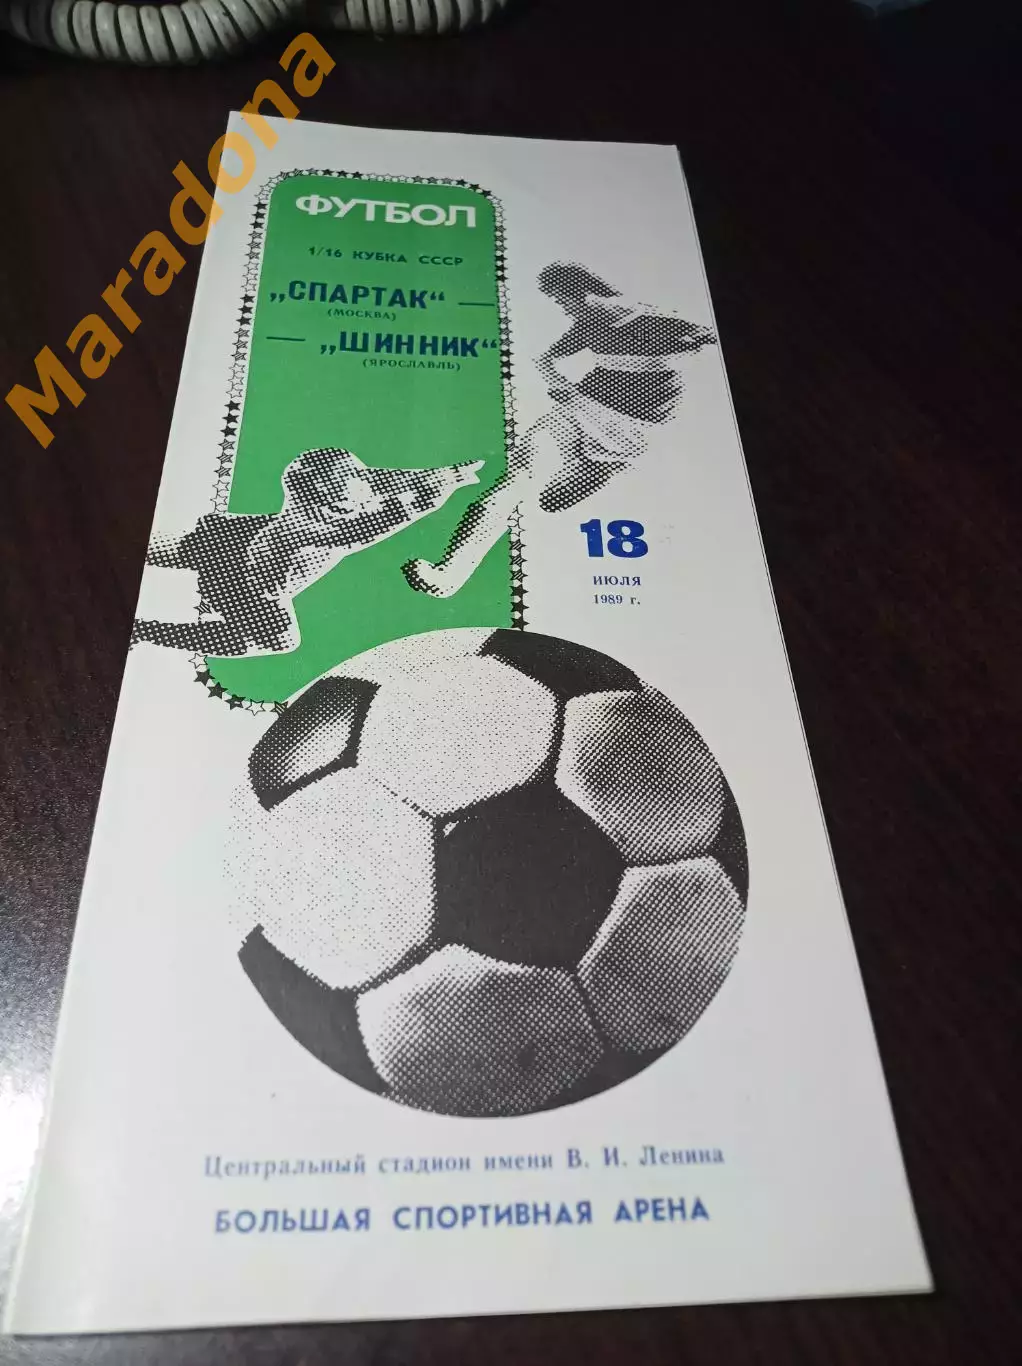 Maradona
ФУТБОЛ
1/16 КУБКА СССР
„СПАРТАК“ —
(МОСКВА)
— „ШИННИК“
(ЯРОСЛАВЛЬ)
18
ИЮЛЯ
1989 г.
Центральный стадион имени В. И. Ленина
БОЛЬШАЯ СПОРТИВНАЯ АРЕНА